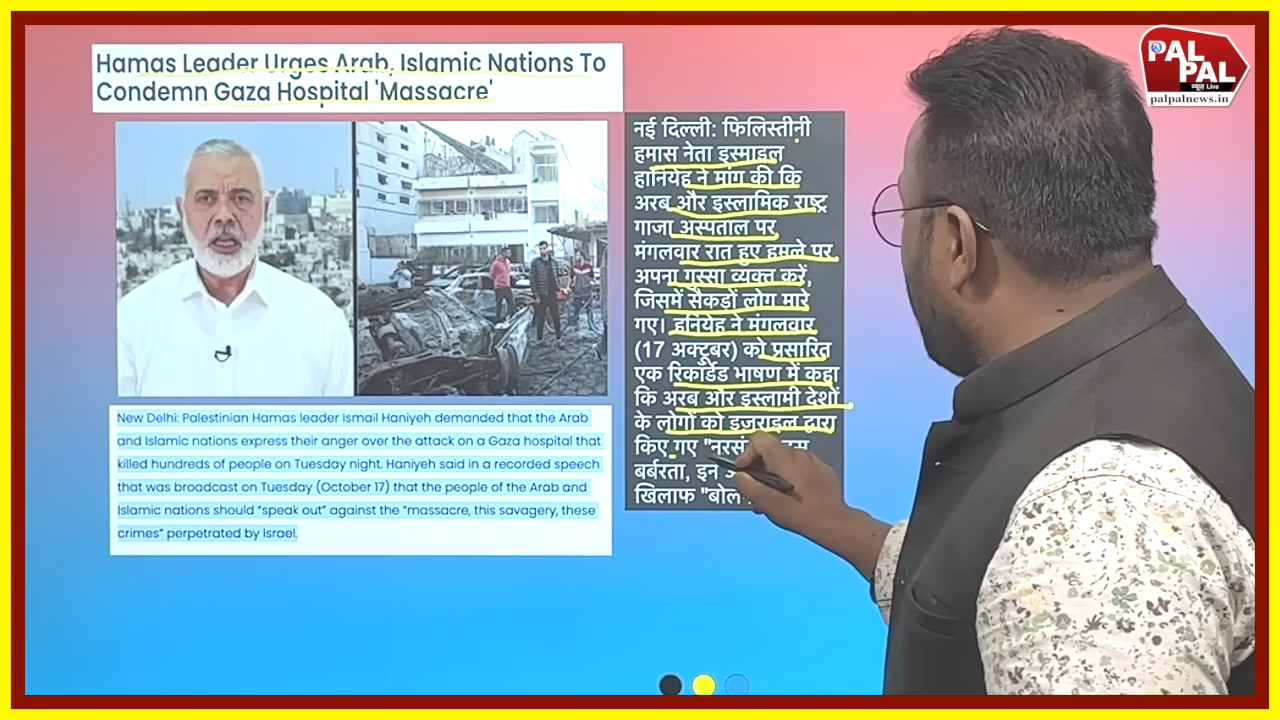 Hamas Leader Urges Arab, Islamic Nations To
Condemn Gaza Hospital 'Massacre'
PAL
PAL
न्यूज Live
palpalnews.in
नई दिल्ली: फिलिस्तीनी
हमास नेता इस्माइल
हानियेह ने मांग की कि
अरब और इस्लामिक राष्ट्र
गाजा अस्पताल पर
मंगलवार रात हुए हमले पर
अपना गुस्सा व्यक्त करें,
जिसमें सैकड़ों लोग मारे
गए। हनियेह ने मंगलवार
(17 अक्टूबर) को प्रसारित
एक रिकॉर्डेड भाषण में कहा
कि अरब और इस्लामी देशों
के लोगों को इजराइल द्वारा
किए गए
बर्बरता, इन
खिलाफ
New Delhi: Palestinian Hamas leader Ismail Haniyeh demanded that the Arab
and Islamic nations express their anger over the attack on a Gaza hospital that
killed hundreds of people on Tuesday night. Haniyeh said in a recorded speech
that was broadcast on Tuesday (October 17) that the people of the Arab and
Islamic nations should “speak out” against the “massacre, this savagery, these
crimes” perpetrated by Israel.